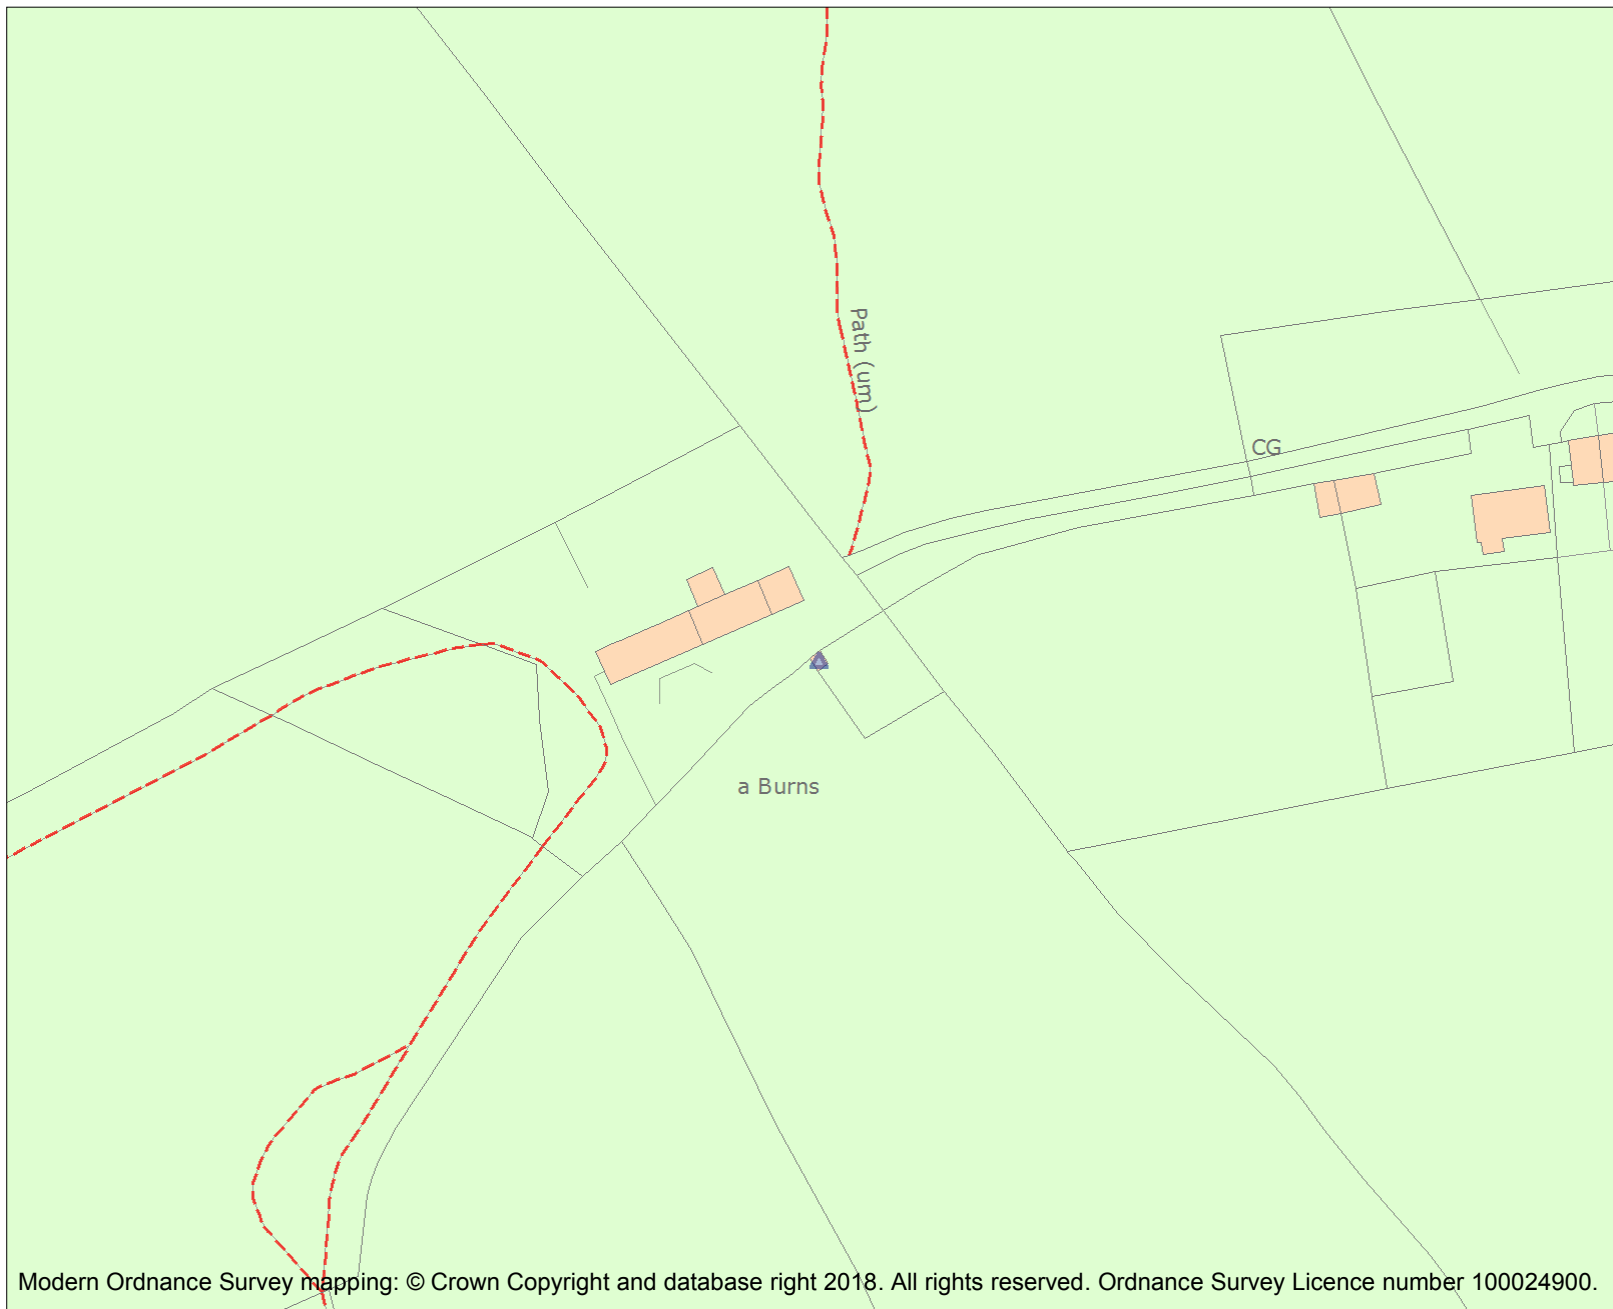 Path (um)
CG
a Burns
Modern Ordnance Survey mapping: © Crown Copyright and database right 2018. All rights reserved. Ordnance Survey Licence number 100024900.